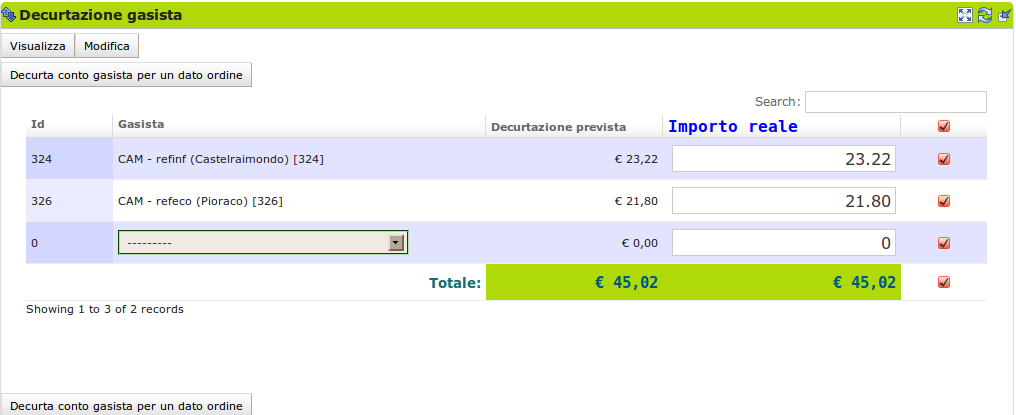 Decurtazione gasista
Visualizza Modifica
Decurta conto gasista per un dato ordine
Search:
Id Gasista Decurtazione prevista Importo reale
324 CAM - refinf (Castelraimondo) [324] € 23,22 23.22
326 CAM - refeco (Pioraco) [326] € 21,80 21.80
0 --------- € 0,00 0
Totale: € 45,02 € 45,02
Showing 1 to 3 of 2 records
Decurta conto gasista per un dato ordine